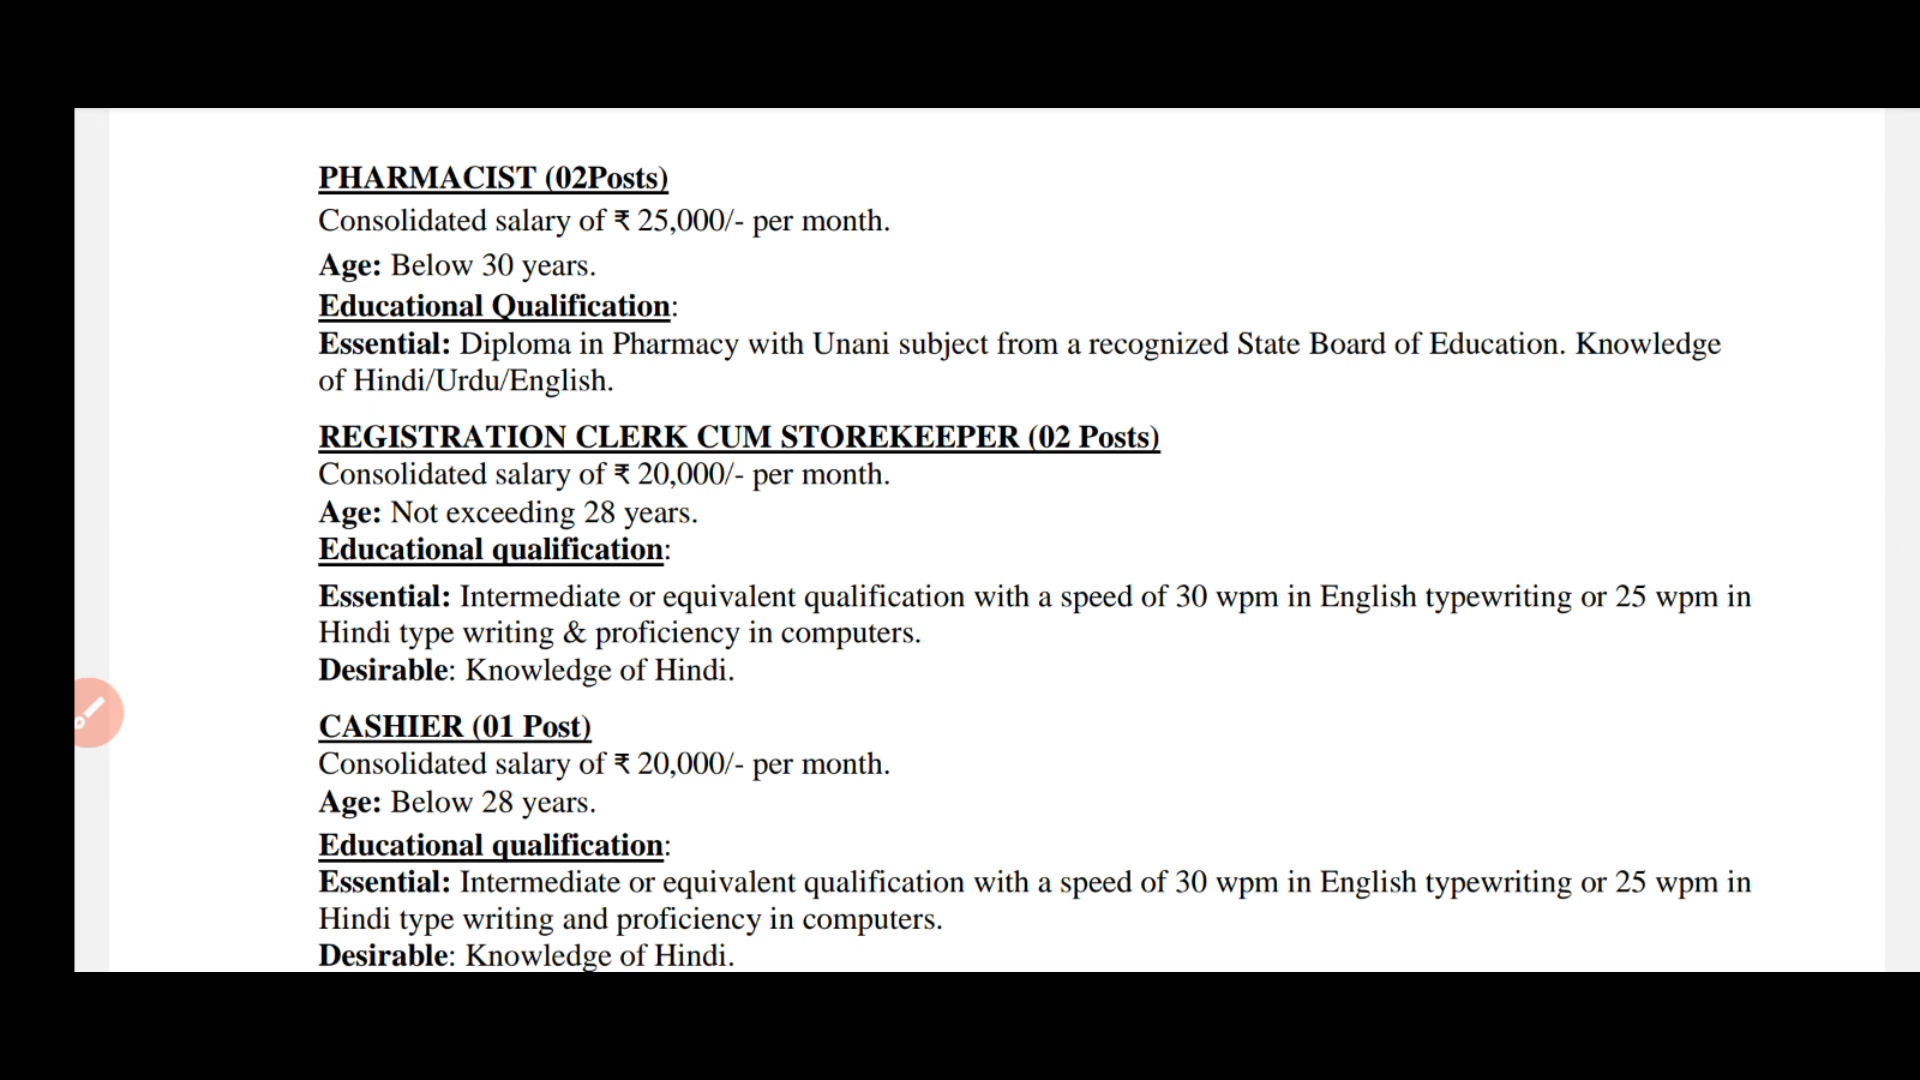 PHARMACIST (02Posts)
Consolidated salary of ₹ 25,000/- per month.
Age: Below 30 years.
Educational Qualification:
Essential: Diploma in Pharmacy with Unani subject from a recognized State Board of Education. Knowledge
of Hindi/Urdu/English.
REGISTRATION CLERK CUM STOREKEEPER (02 Posts)
Consolidated salary of ₹ 20,000/- per month.
Age: Not exceeding 28 years.
Educational qualification:
Essential: Intermediate or equivalent qualification with a speed of 30 wpm in English typewriting or 25 wpm in
Hindi type writing & proficiency in computers.
Desirable: Knowledge of Hindi.
CASHIER (01 Post)
Consolidated salary of ₹ 20,000/- per month.
Age: Below 28 years.
Educational qualification:
Essential: Intermediate or equivalent qualification with a speed of 30 wpm in English typewriting or 25 wpm in
Hindi type writing and proficiency in computers.
Desirable: Knowledge of Hindi.